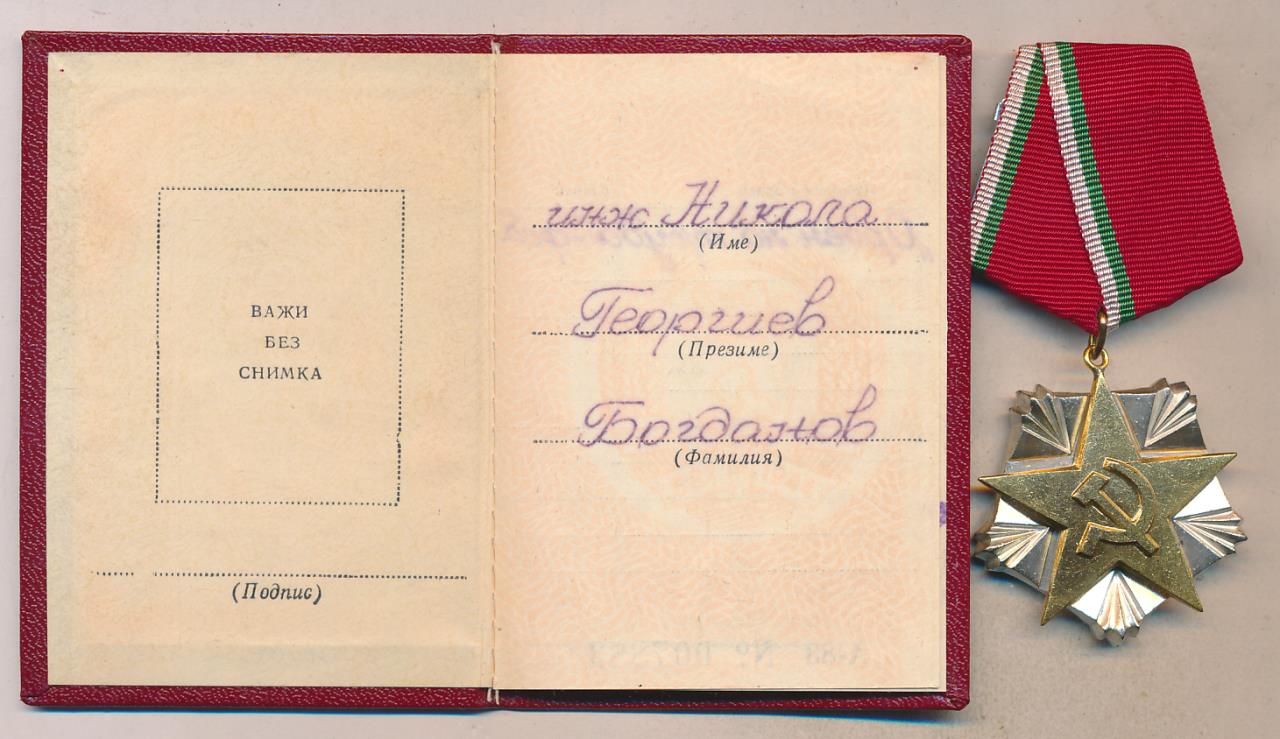 ВАЖИ
БЕЗ
СНИМКА
(Подпис)
инж Никола
(Име)
Георгиев
(Презиме)
Богданов
(Фамилия)